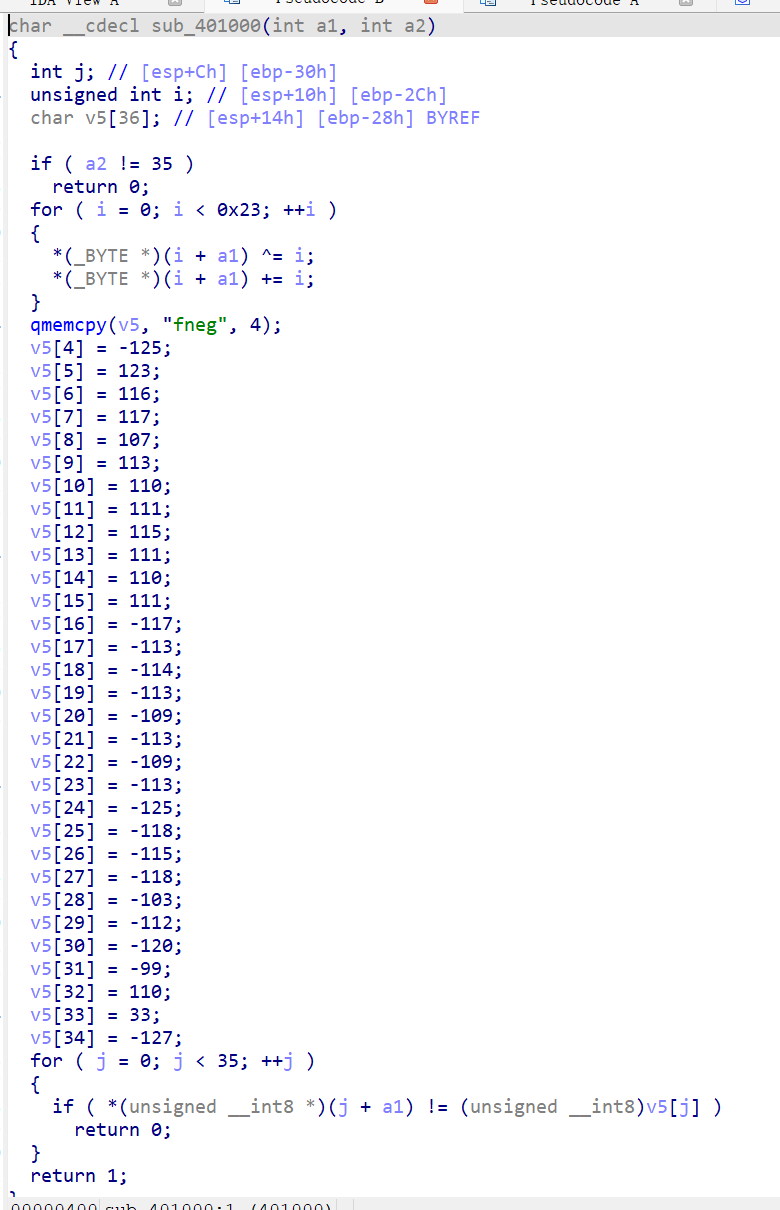 IDA View A Pseudocode B Pseudocode A
char __cdecl sub_401000(int a1, int a2)
{
  int j; // [esp+Ch] [ebp-30h]
  unsigned int i; // [esp+10h] [ebp-2Ch]
  char v5[36]; // [esp+14h] [ebp-28h] BYREF

  if ( a2 != 35 )
    return 0;
  for ( i = 0; i < 0x23; ++i )
  {
    *(_BYTE *)(i + a1) ^= i;
    *(_BYTE *)(i + a1) += i;
  }
  qmemcpy(v5, "fneg", 4);
  v5[4] = -125;
  v5[5] = 123;
  v5[6] = 116;
  v5[7] = 117;
  v5[8] = 107;
  v5[9] = 113;
  v5[10] = 110;
  v5[11] = 111;
  v5[12] = 115;
  v5[13] = 111;
  v5[14] = 110;
  v5[15] = 111;
  v5[16] = -117;
  v5[17] = -113;
  v5[18] = -114;
  v5[19] = -113;
  v5[20] = -109;
  v5[21] = -113;
  v5[22] = -109;
  v5[23] = -113;
  v5[24] = -125;
  v5[25] = -118;
  v5[26] = -115;
  v5[27] = -118;
  v5[28] = -103;
  v5[29] = -112;
  v5[30] = -120;
  v5[31] = -99;
  v5[32] = 110;
  v5[33] = 33;
  v5[34] = -127;
  for ( j = 0; j < 35; ++j )
  {
    if ( *(unsigned __int8 *)(j + a1) != (unsigned __int8)v5[j] )
      return 0;
  }
  return 1;
}
00000400 sub_401000:1 (401000)